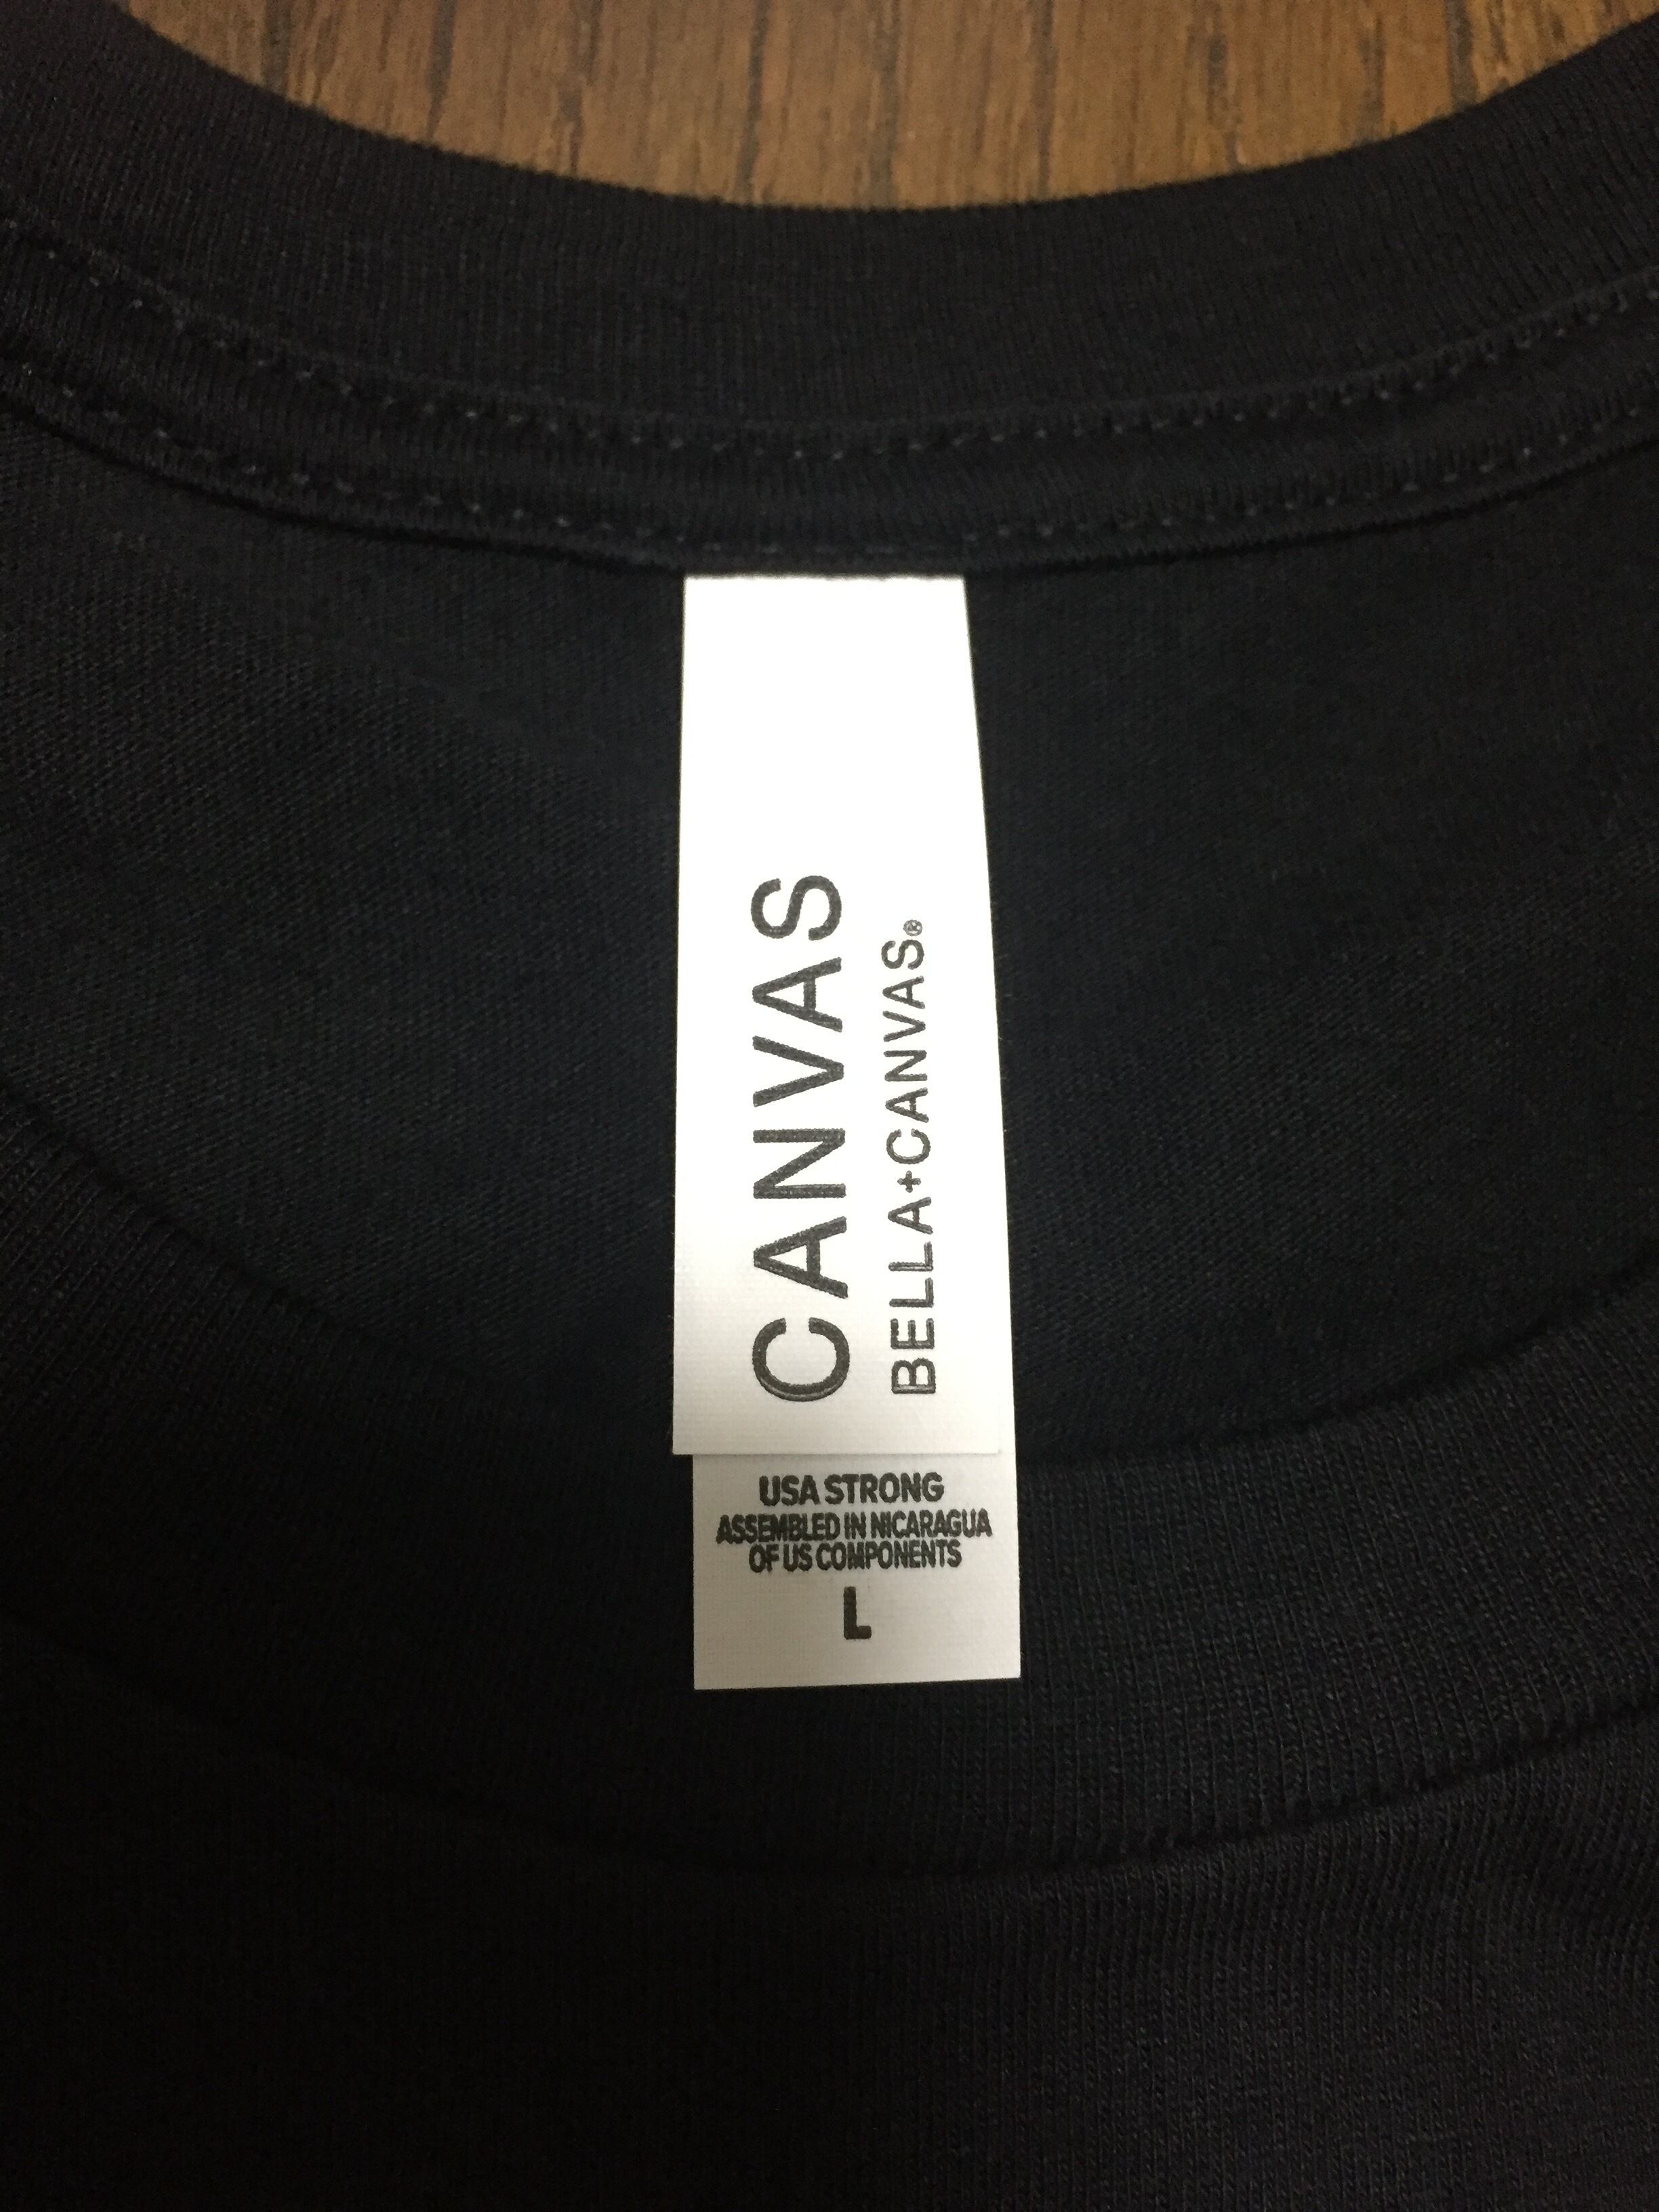 CANVAS
BELLA+CANVAS®
USA STRONG
ASSEMBLED IN NICARAGUA
OF US COMPONENTS
L